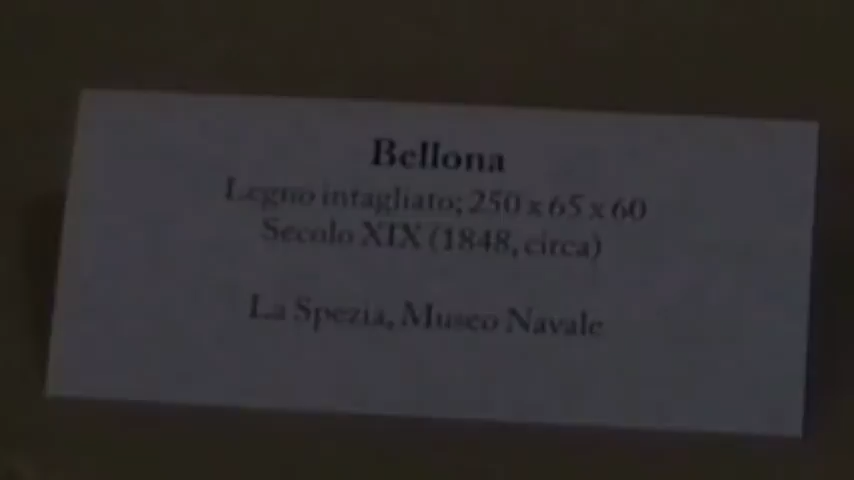 Bellona
Legno intagliato; 250 x 65 x 60
Secolo XIX (1848, circa)
La Spezia, Museo Navale